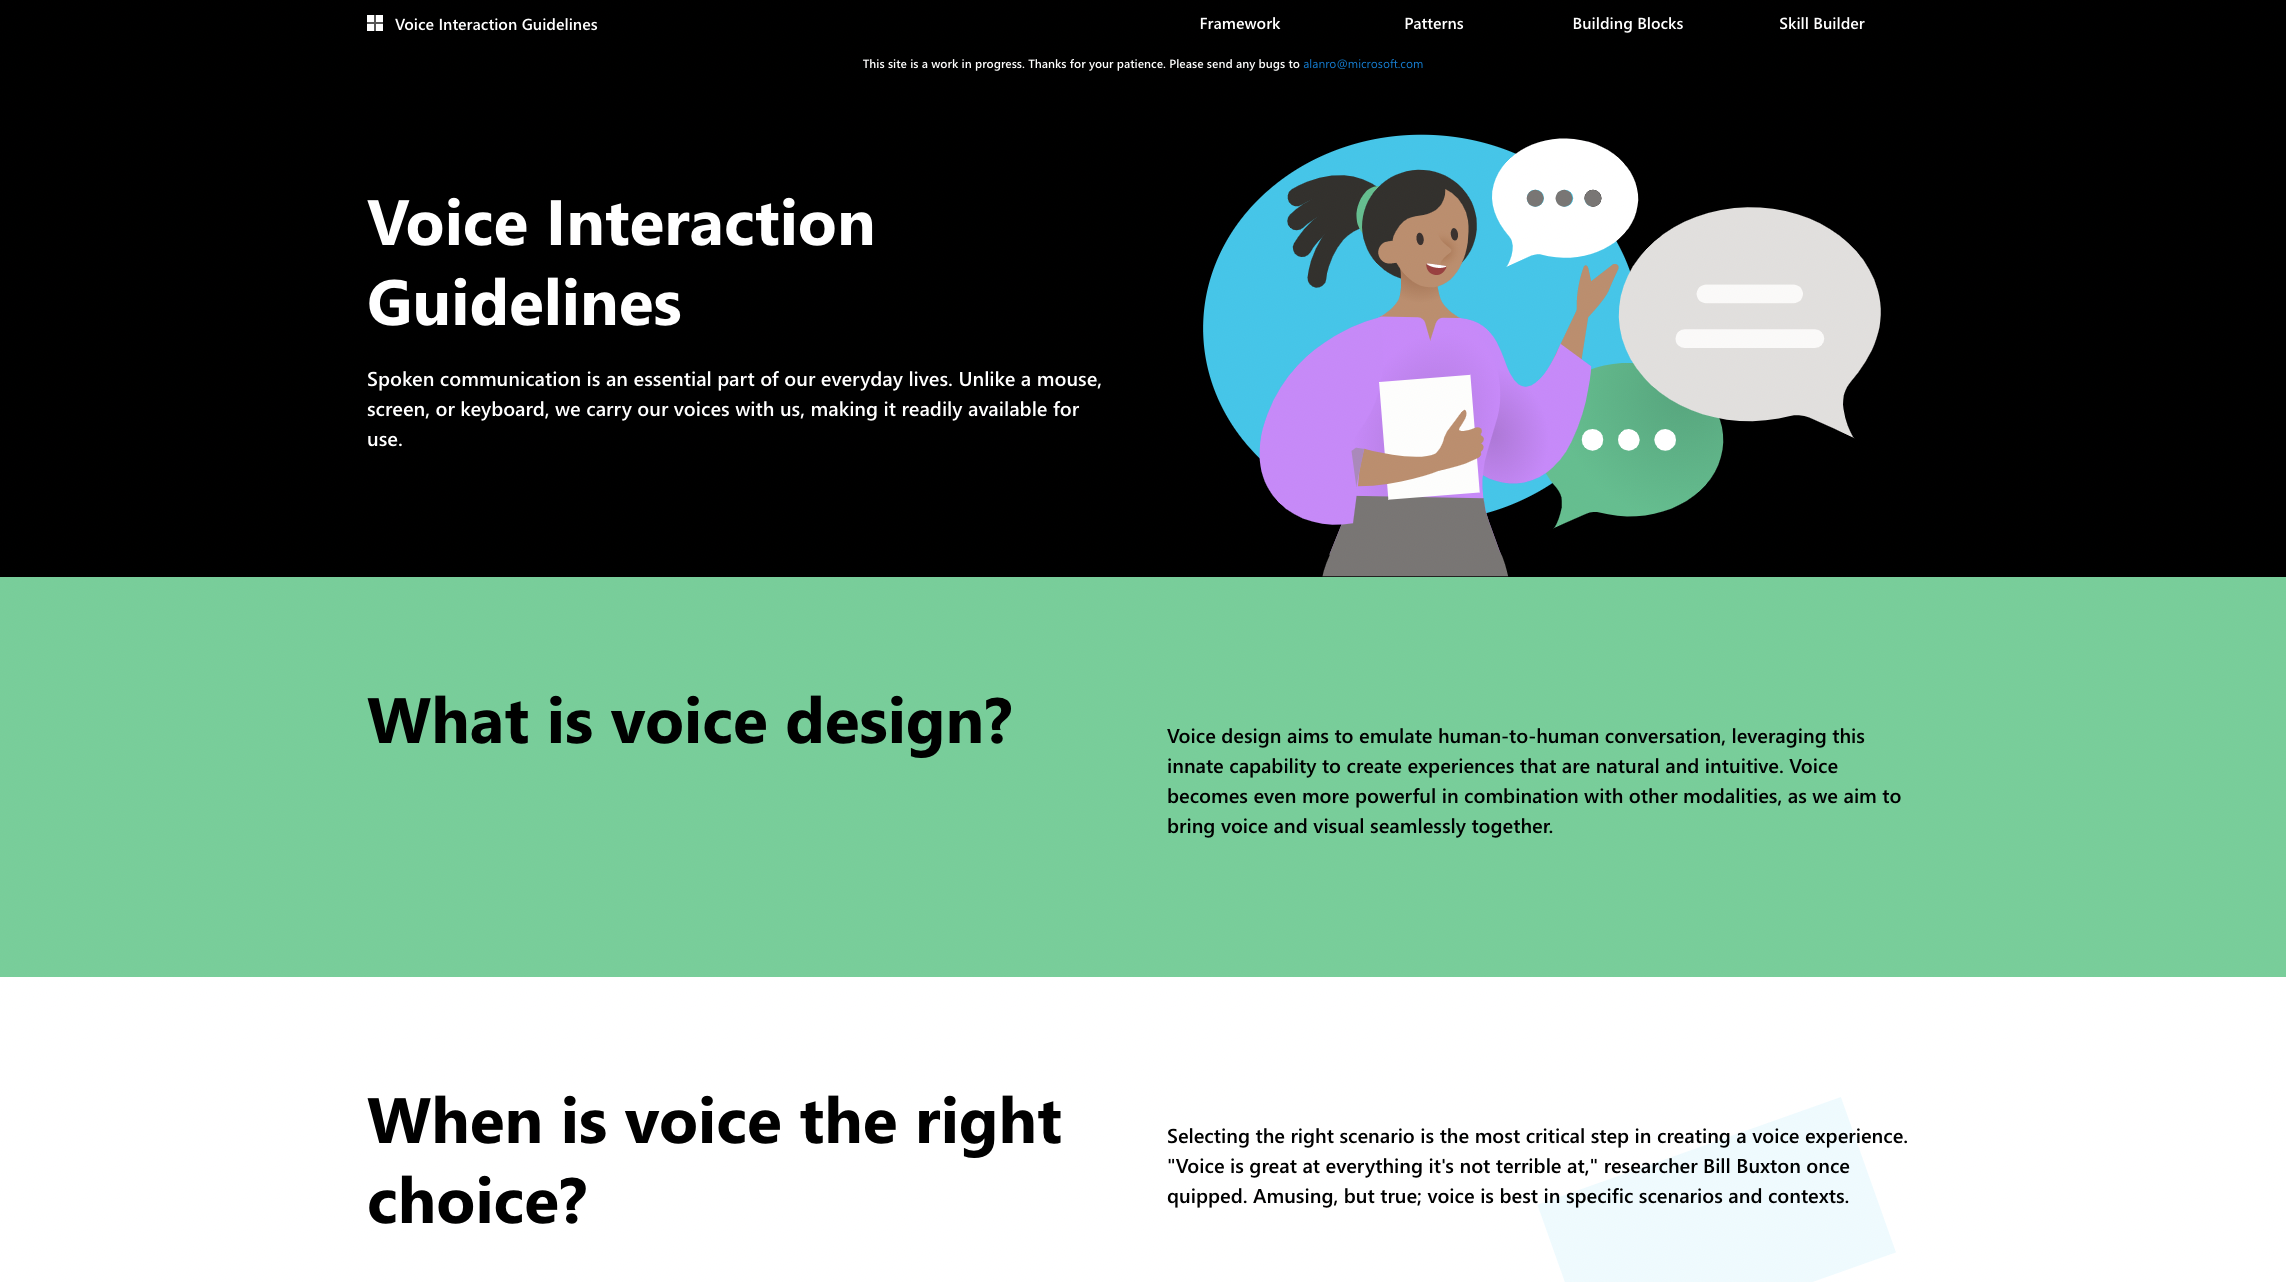 Voice Interaction Guidelines
Framework
Patterns
Building Blocks
Skill Builder
This site is a work in progress. Thanks for your patience. Please send any bugs to alanro@microsoft.com
Voice Interaction
Guidelines
Spoken communication is an essential part of our everyday lives. Unlike a mouse,
screen, or keyboard, we carry our voices with us, making it readily available for
use.
What is voice design?
Voice design aims to emulate human-to-human conversation, leveraging this
innate capability to create experiences that are natural and intuitive. Voice
becomes even more powerful in combination with other modalities, as we aim to
bring voice and visual seamlessly together.
When is voice the right
choice?
Selecting the right scenario is the most critical step in creating a voice experience.
"Voice is great at everything it's not terrible at," researcher Bill Buxton once
quipped. Amusing, but true; voice is best in specific scenarios and contexts.